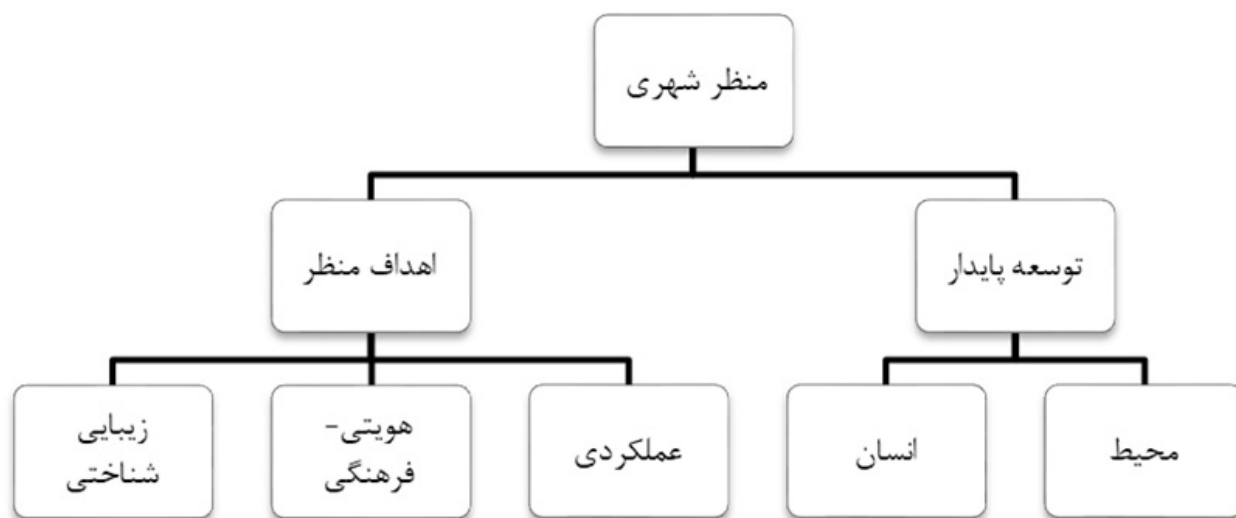 منظر شهری
توسعه پایدار
اهداف منظر
محیط
انسان
عملکردی
هویتی-
فرهنگی
زیبایی
شناختی